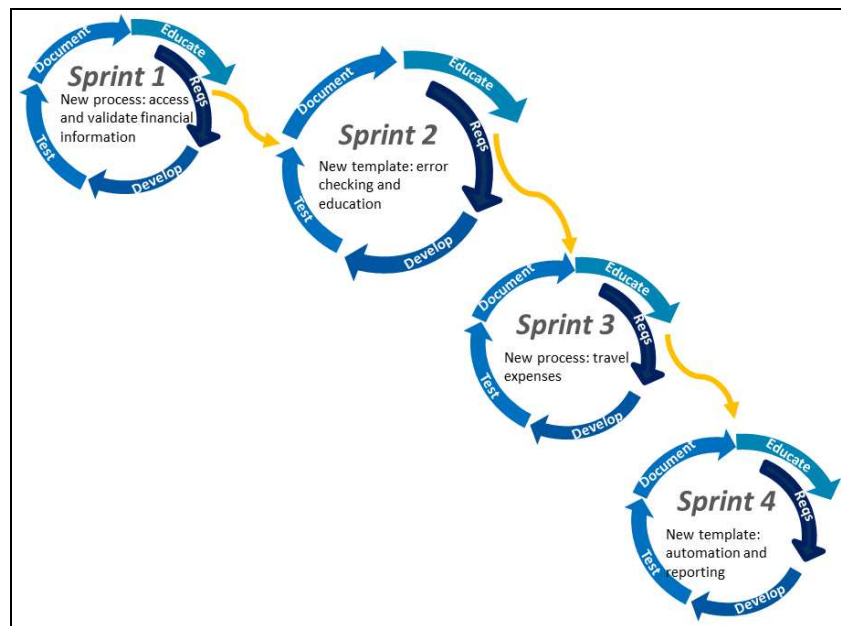 Document
Educate
Reqs
Develop
Test
Sprint 1
New process: access
and validate financial
information
Document
Educate
Reqs
Develop
Test
Sprint 2
New template: error
checking and
education
Document
Educate
Reqs
Develop
Test
Sprint 3
New process: travel
expenses
Document
Educate
Reqs
Develop
Test
Sprint 4
New template:
automation and
reporting